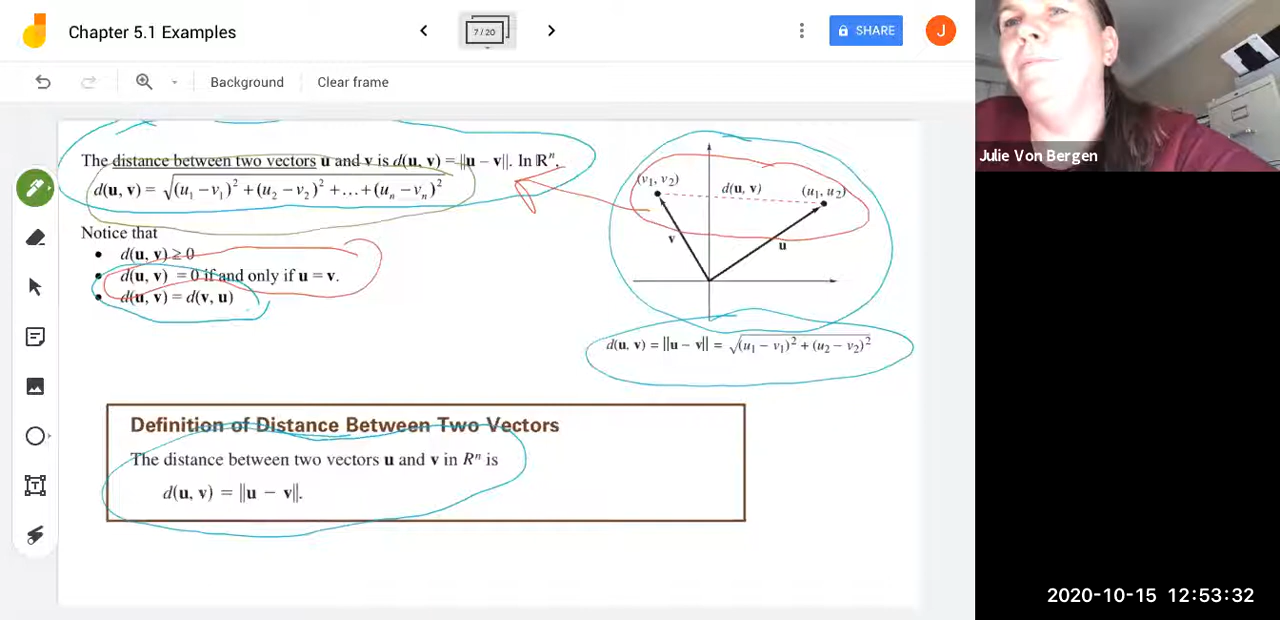 Chapter 5.1 Examples
7 / 20
SHARE
J
Background
Clear frame
Julie Von Bergen
The distance between two vectors u and v is d(u, v) = ||u − v||. In ℝⁿ,
d(u, v) = √(u₁ − v₁)² + (u₂ − v₂)² + … + (uₙ − vₙ)²
Notice that
• d(u, v) ≥ 0
• d(u, v) = 0 if and only if u = v.
• d(u, v) = d(v, u)
(v₁, v₂)
d(u, v)
(u₁, u₂)
v
u
d(u, v) = ||u − v|| = √(u₁ − v₁)² + (u₂ − v₂)²
Definition of Distance Between Two Vectors
The distance between two vectors u and v in Rⁿ is
d(u, v) = ||u − v||.
2020-10-15 12:53:32